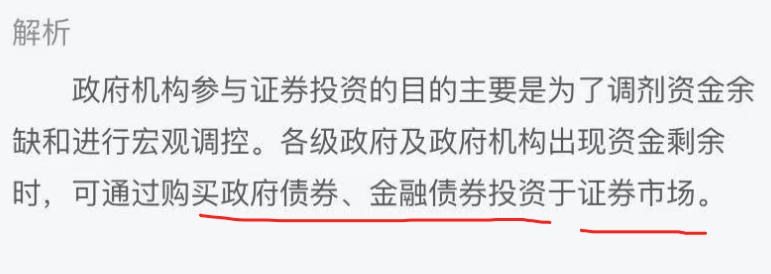 解析
政府机构参与证券投资的目的主要是为了调剂资金余
缺和进行宏观调控。各级政府及政府机构出现资金剩余
时，可通过购买政府债券、金融债券投资于证券市场。